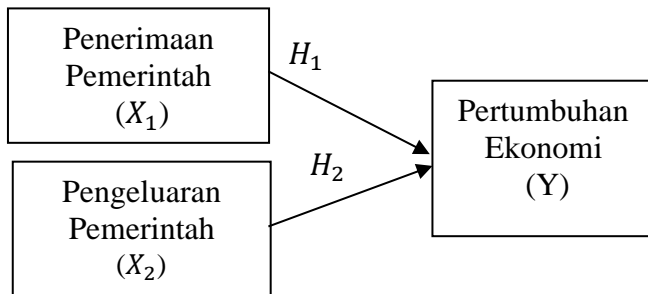 Penerimaan
Pemerintah
(X₁)
H₁
Pertumbuhan
Ekonomi
(Y)
H₂
Pengeluaran
Pemerintah
(X₂)